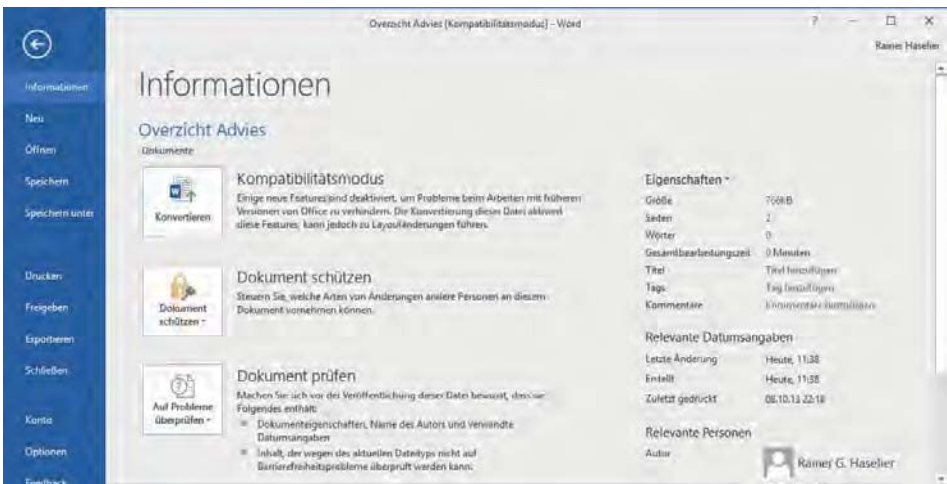 Overzicht Advies [Kompatibilitätsmodus] - Word
?
Rainer Haselier
Informationen
Neu
Öffnen
Speichern
Speichern unter
Drucken
Freigeben
Exportieren
Schließen
Konto
Optionen
Feedback
Informationen
Overzicht Advies
Dokumente
Konvertieren
Kompatibilitätsmodus
Einige neue Features sind deaktiviert, um Probleme beim Arbeiten mit früheren
Versionen von Office zu verhindern. Die Konvertierung dieser Datei aktiviert
diese Features, kann jedoch zu Layoutänderungen führen.
Dokument
schützen
Dokument schützen
Steuern Sie, welche Arten von Änderungen andere Personen an diesem
Dokument vornehmen können.
Auf Probleme
überprüfen
Dokument prüfen
Machen Sie sich vor der Veröffentlichung dieser Datei bewusst, dass sie
Folgendes enthält:
Dokumenteigenschaften, Name des Autors und verwandte
Datumsangaben
Inhalt, der wegen des aktuellen Dateityps nicht auf
Barrierefreiheitsprobleme überprüft werden kann.
Eigenschaften
Größe 766KB
Seiten 2
Wörter 0
Gesamtbearbeitungszeit 0 Minuten
Titel Titel hinzufügen
Tags Tag hinzufügen
Kommentare Kommentare hinzufügen
Relevante Datumsangaben
Letzte Änderung Heute, 11:38
Erstellt Heute, 11:38
Zuletzt gedruckt 08.10.13 22:18
Relevante Personen
Autor Rainer G. Haselier